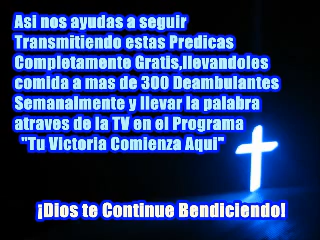 Asi nos ayudas a seguir
Transmitiendo estas Predicas
Completamente Gratis,llevandoles
comida a mas de 300 Deambulantes
Semanalmente y llevar la palabra
atraves de la TV en el Programa
"Tu Victoria Comienza Aqui"
¡Dios te Continue Bendiciendo!